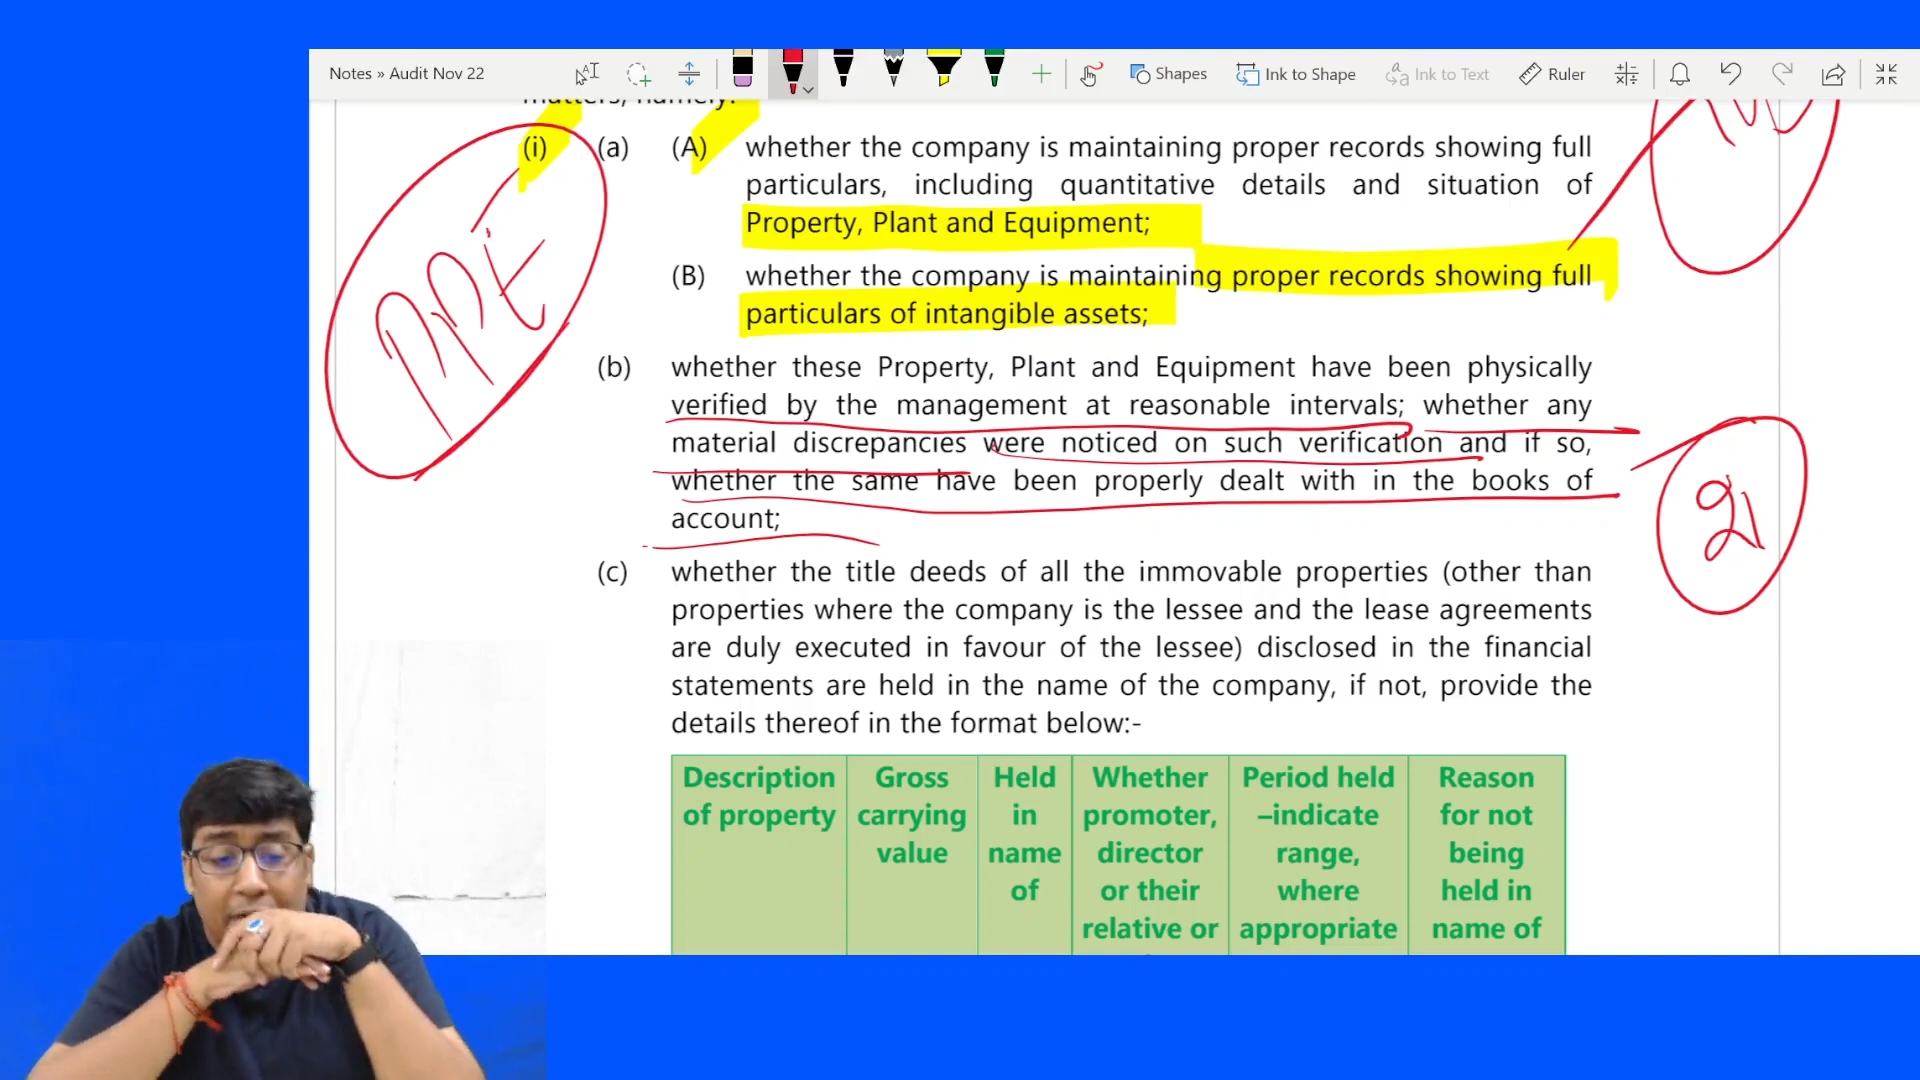 Notes » Audit Nov 22
Shapes
Ink to Shape
Ink to Text
Ruler
matters, namely:
(i) (a) (A) whether the company is maintaining proper records showing full
particulars, including quantitative details and situation of
Property, Plant and Equipment;
(B) whether the company is maintaining proper records showing full
particulars of intangible assets;
PPE
(b) whether these Property, Plant and Equipment have been physically
verified by the management at reasonable intervals; whether any
material discrepancies were noticed on such verification and if so,
whether the same have been properly dealt with in the books of
account;
(c) whether the title deeds of all the immovable properties (other than
properties where the company is the lessee and the lease agreements
are duly executed in favour of the lessee) disclosed in the financial
statements are held in the name of the company, if not, provide the
details thereof in the format below:-
Description
of property
Gross
carrying
value
Held
in
name
of
Whether
promoter,
director
or their
relative or
Period held
–indicate
range,
where
appropriate
Reason
for not
being
held in
name of